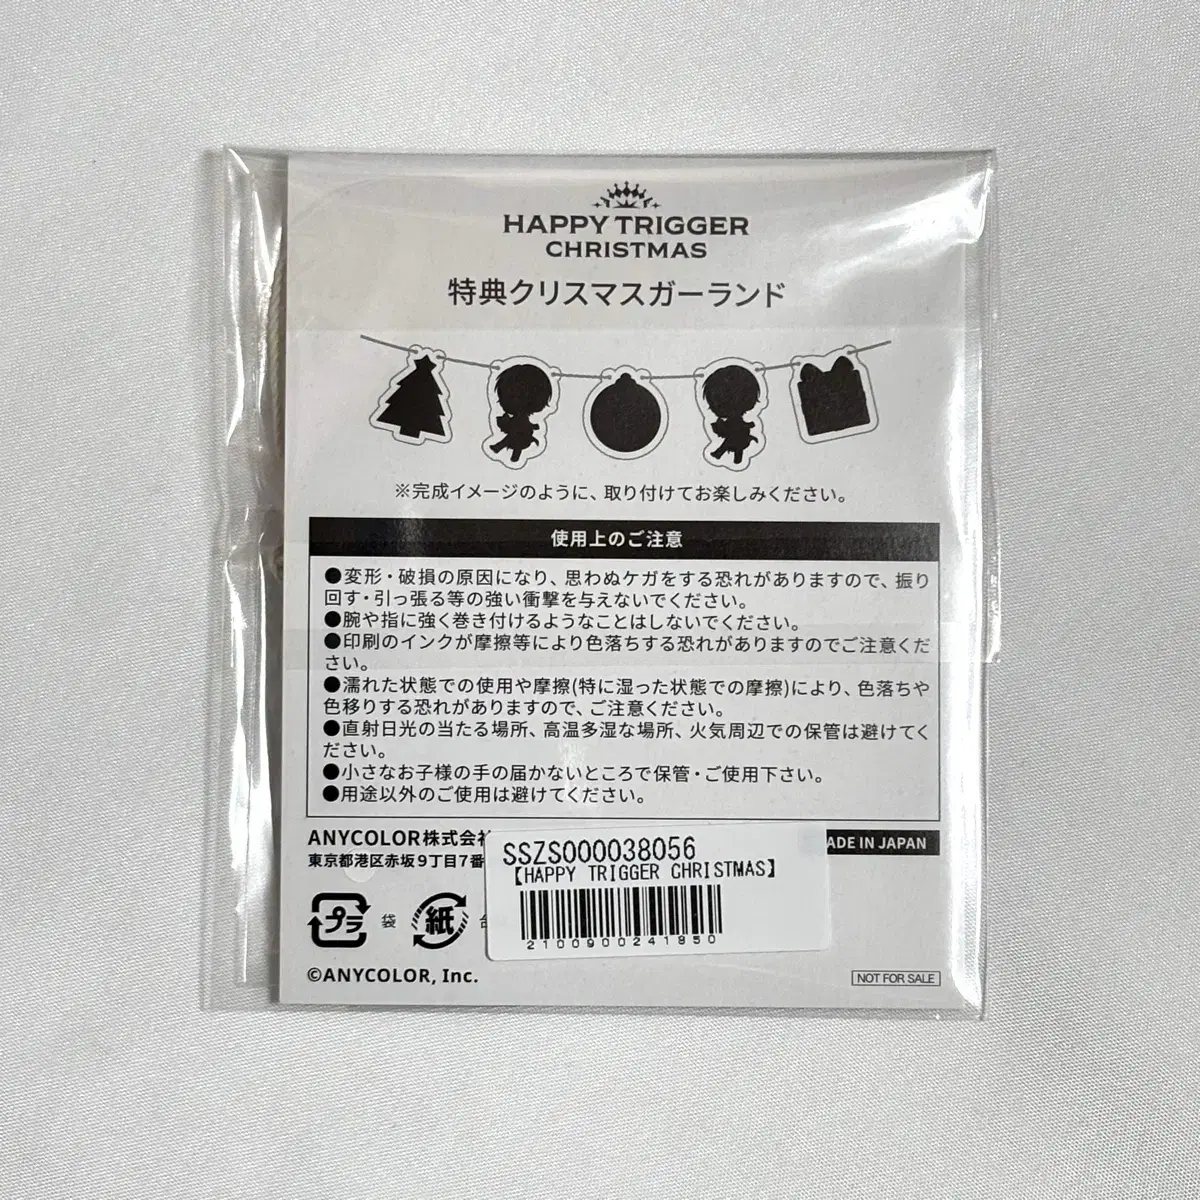 HAPPY TRIGGER
CHRISTMAS
特典クリスマスガーランド
※完成イメージのように、取り付けてお楽しみください。
使用上のご注意
●変形・破損の原因になり、思わぬケガをする恐れがありますので、振り
回す・引っ張る等の強い衝撃を与えないでください。
●腕や指に強く巻き付けるようなことはしないでください。
●印刷のインクが摩擦等により色落ちする恐れがありますのでご注意くだ
さい。
●濡れた状態での使用や摩擦(特に湿った状態での摩擦)により、色落ちや
色移りする恐れがありますので、ご注意ください。
●直射日光の当たる場所、高温多湿な場所、火気周辺での保管は避けてく
ださい。
●小さなお子様の手の届かないところで保管・ご使用下さい。
●用途以外のご使用は避けてください。
ANYCOLOR株式会社
東京都港区赤坂9丁目7番
ADE IN JAPAN
SSZS000038056
【HAPPY TRIGGER CHRISTMAS】
2100900241850
プラ 袋 紙
©ANYCOLOR, Inc.
NOT FOR SALE